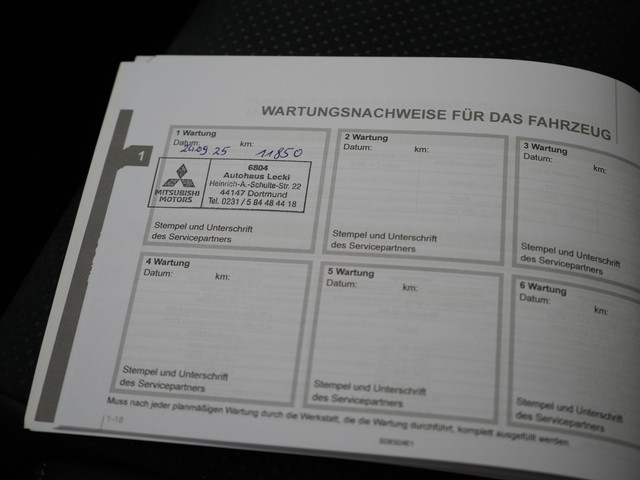 WARTUNGSNACHWEISE FÜR DAS FAHRZEUG
1
1 Wartung
Datum: km:
24.09 25 11850
MITSUBISHI
MOTORS
6804
Autohaus Lecki
Heinrich-A.-Schulte-Str. 22
44147 Dortmund
Tel. 0231 / 5 84 48 44 18
Stempel und Unterschrift
des Servicepartners
2 Wartung
Datum: km:
Stempel und Unterschrift
des Servicepartners
3 Wartung
Datum: km:
Stempel und Unterschrift
des Servicepartners
4 Wartung
Datum: km:
Stempel und Unterschrift
des Servicepartners
5 Wartung
Datum: km:
Stempel und Unterschrift
des Servicepartners
6 Wartung
Datum: km:
Stempel und Unterschrift
des Servicepartners
Muss nach jeder planmäßigen Wartung durch die Werkstatt, die die Wartung durchführt, komplett ausgefüllt werden.
1-18